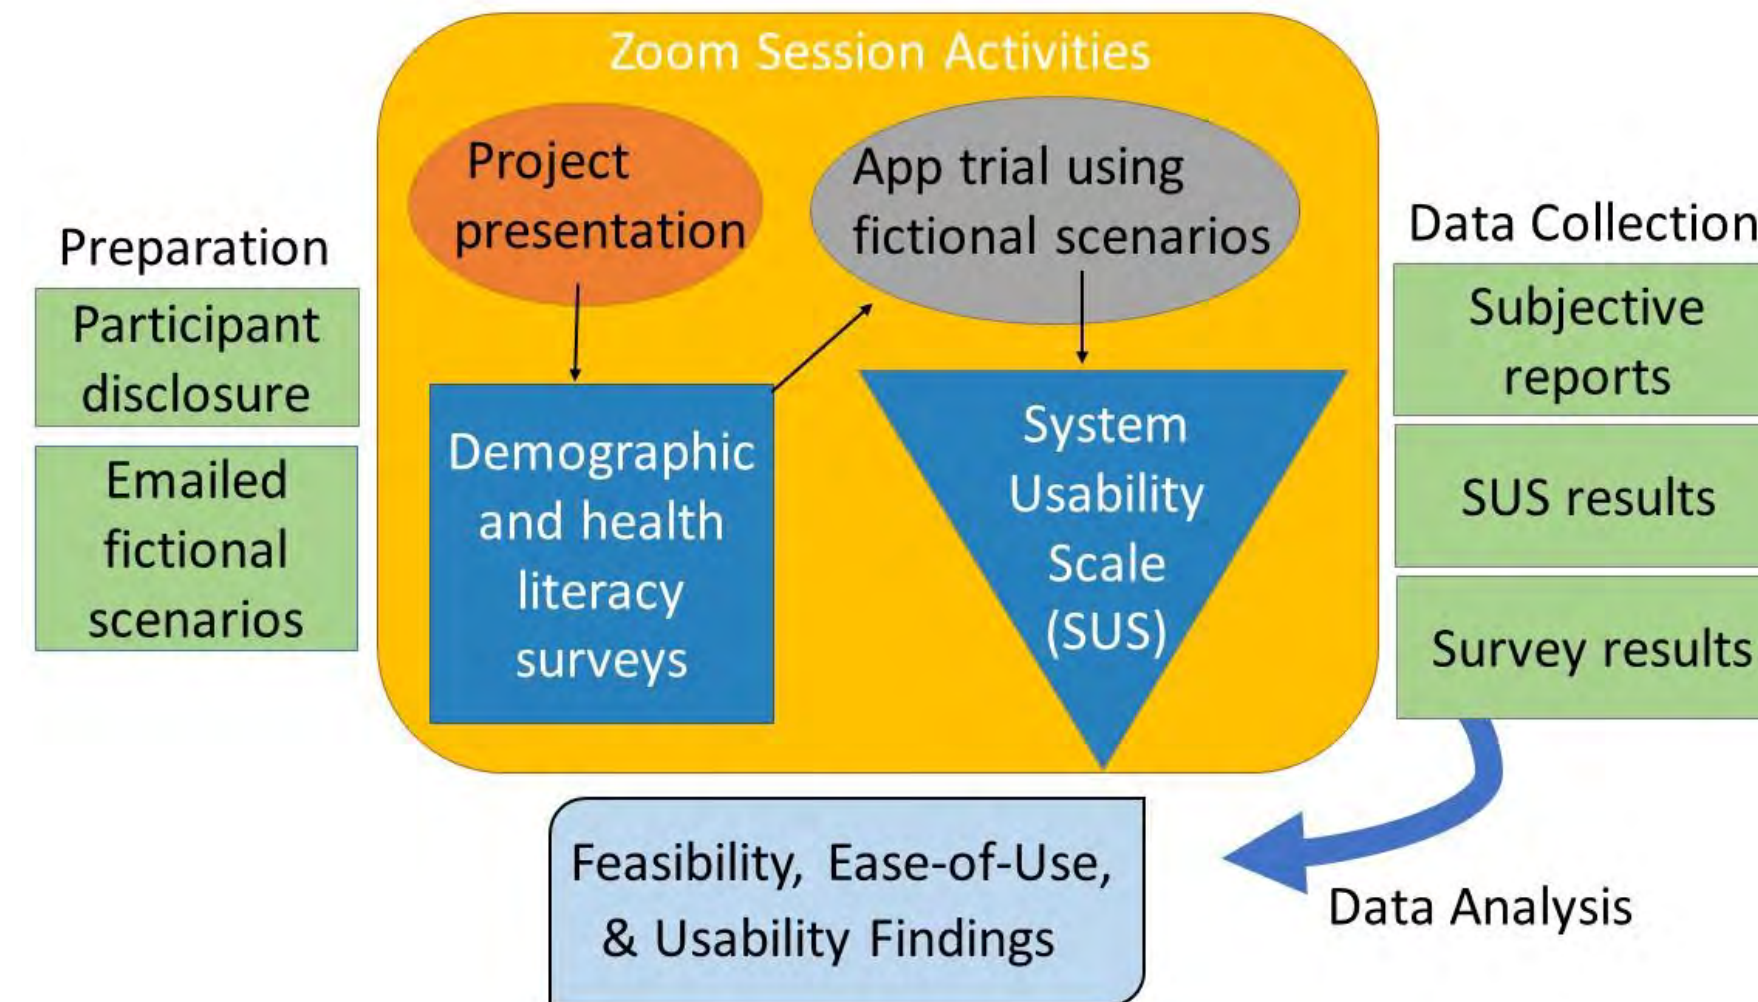 Zoom Session Activities
Preparation
Participant
disclosure
Emailed
fictional
scenarios
Project
presentation
Demographic
and health
literacy
surveys
App trial using
fictional scenarios
System
Usability
Scale
(SUS)
Data Collection
Subjective
reports
SUS results
Survey results
Data Analysis
Feasibility, Ease-of-Use,
& Usability Findings